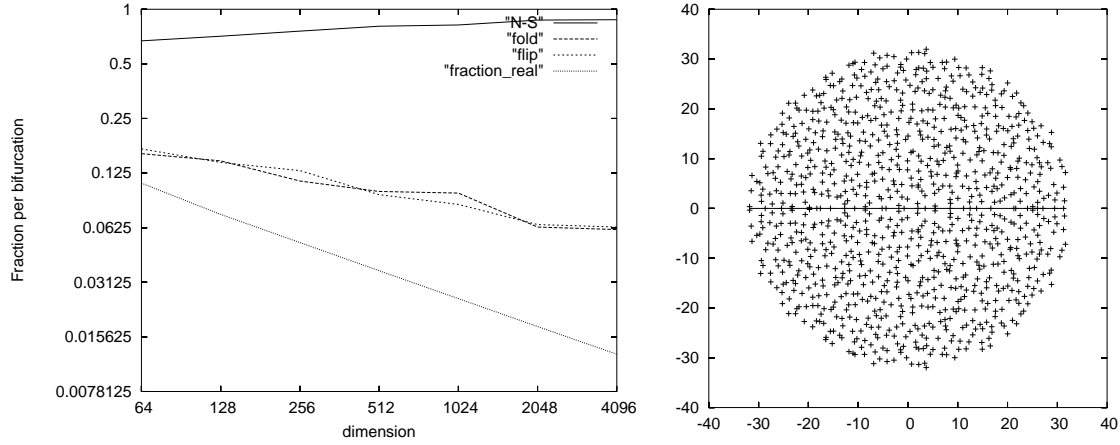 1
0.5
0.25
0.125
0.0625
0.03125
0.015625
0.0078125
Fraction per bifurcation
"N-S"
"fold"
"flip"
"fraction_real"
64 128 256 512 1024 2048 4096
dimension
40
30
20
10
0
-10
-20
-30
-40
-40 -30 -20 -10 0 10 20 30 40